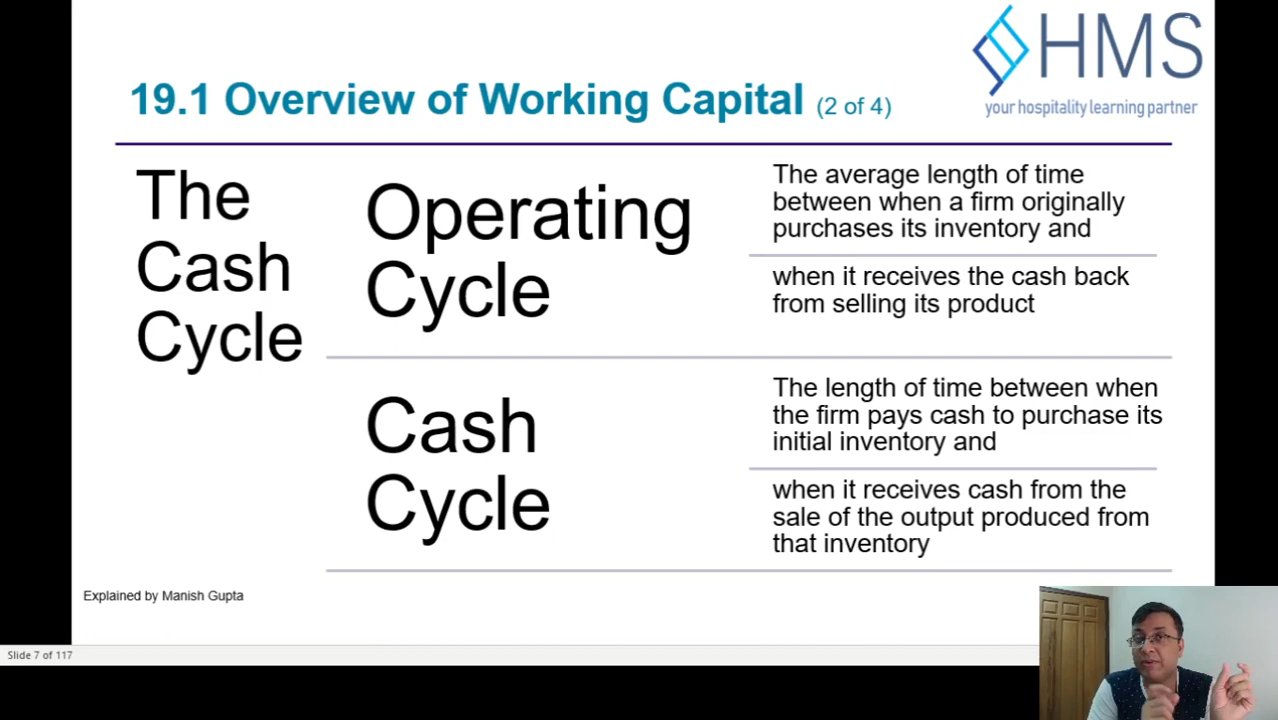 HMS
your hospitality learning partner
19.1 Overview of Working Capital (2 of 4)
The
Cash
Cycle
Operating
Cycle
The average length of time
between when a firm originally
purchases its inventory and
when it receives the cash back
from selling its product
Cash
Cycle
The length of time between when
the firm pays cash to purchase its
initial inventory and
when it receives cash from the
sale of the output produced from
that inventory
Explained by Manish Gupta
Slide 7 of 117